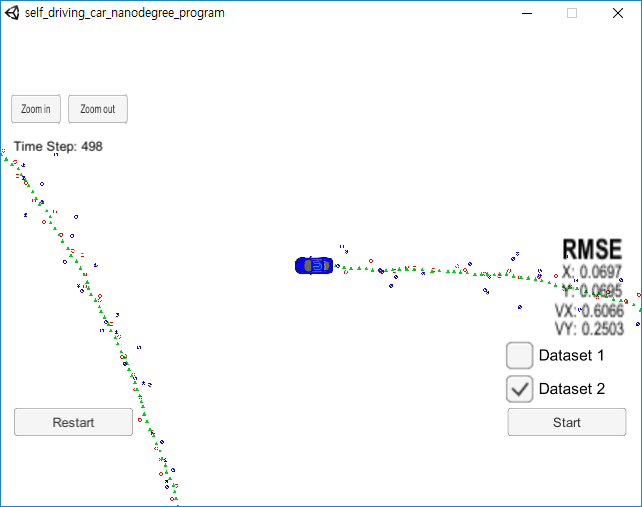 self_driving_car_nanodegree_program
Zoom in
Zoom out
Time Step: 498
RMSE
X: 0.0697
Y: 0.0695
VX: 0.6066
VY: 0.2503
Dataset 1
Dataset 2
Restart
Start